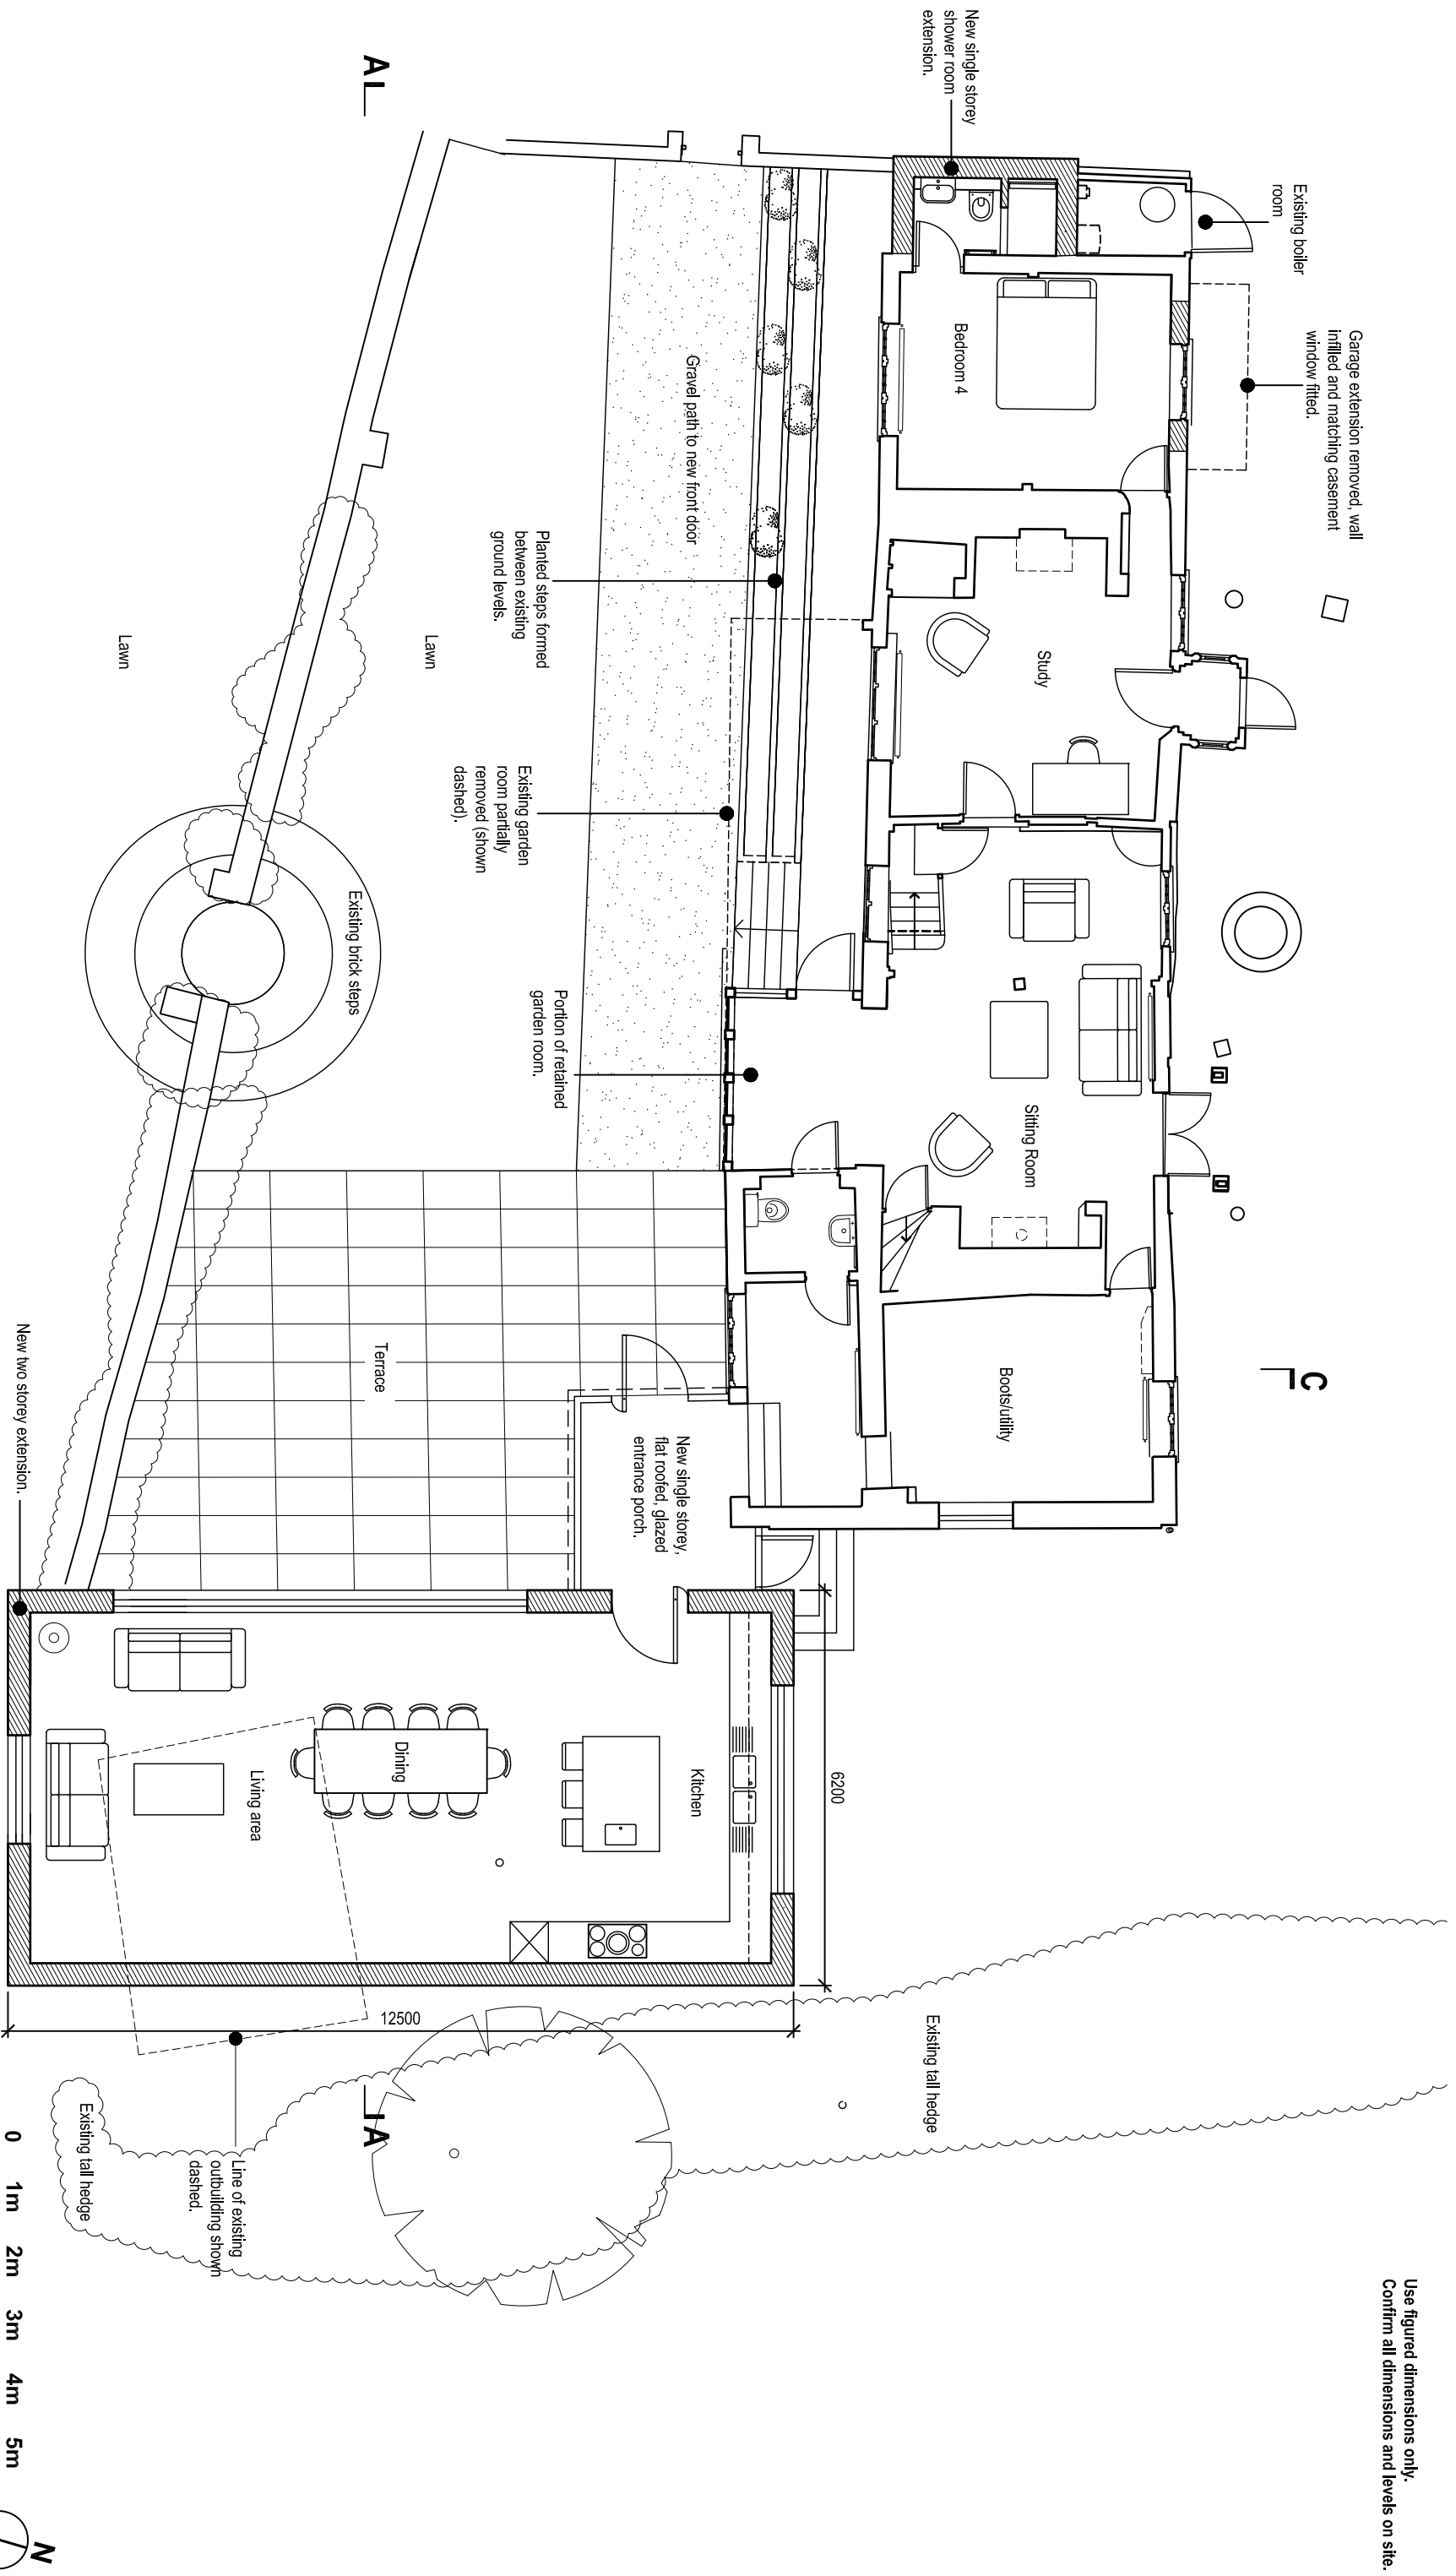 Use figured dimensions only.
Confirm all dimensions and levels on site.
C
Existing boiler
room
Garage extension removed, wall
infilled and matching casement
window fitted.
New single storey
shower room
extension.
Bedroom 4
Study
Sitting Room
Boots/utility
Existing tall hedge
6200
Gravel path to new front door
Planted steps formed
between existing
ground levels.
Existing garden
room partially
removed (shown
dashed).
Portion of retained
garden room.
New single storey,
flat roofed, glazed
entrance porch.
Kitchen
Lawn
Terrace
Dining
12500
A
A
Existing brick steps
Living area
Line of existing
outbuilding shown
dashed.
Lawn
Existing tall hedge
New two storey extension.
0 1m 2m 3m 4m 5m
N